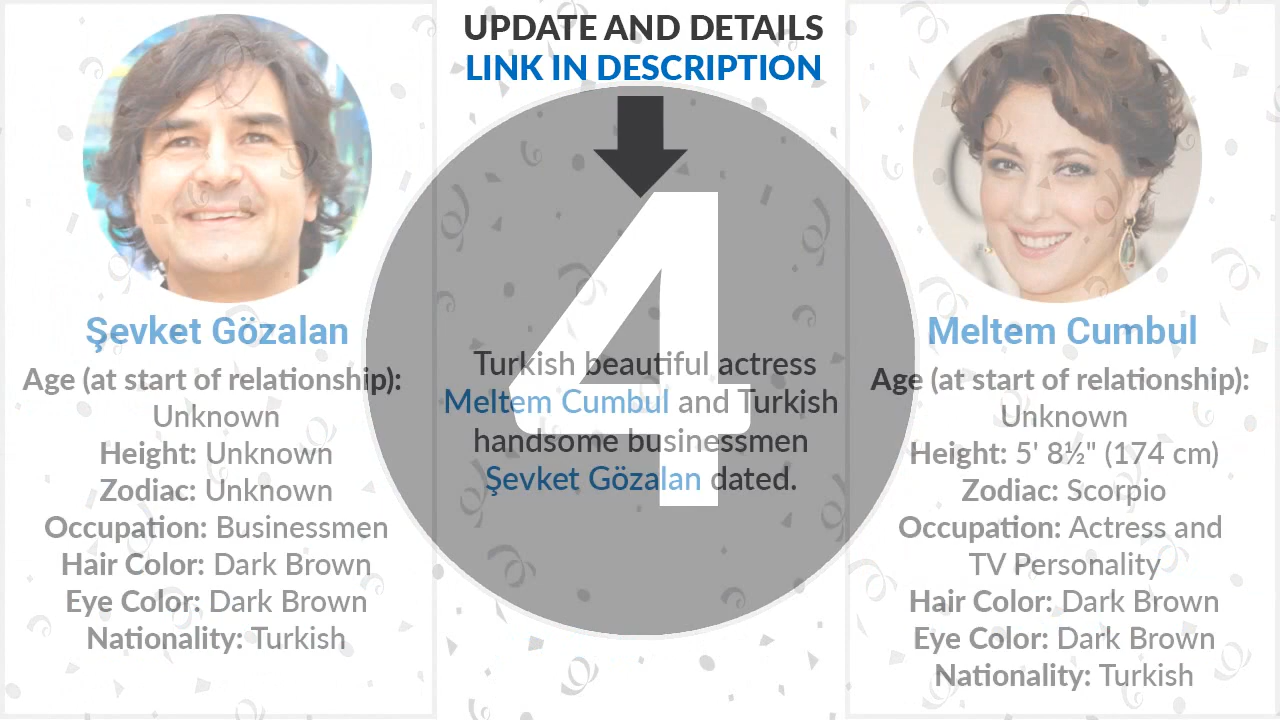 UPDATE AND DETAILS
LINK IN DESCRIPTION
4
Şevket Gözalan
Age (at start of relationship):
Unknown
Height: Unknown
Zodiac: Unknown
Occupation: Businessmen
Hair Color: Dark Brown
Eye Color: Dark Brown
Nationality: Turkish
Turkish beautiful actress
Meltem Cumbul and Turkish
handsome businessmen
Şevket Gözalan dated.
Meltem Cumbul
Age (at start of relationship):
Unknown
Height: 5' 8½" (174 cm)
Zodiac: Scorpio
Occupation: Actress and
TV Personality
Hair Color: Dark Brown
Eye Color: Dark Brown
Nationality: Turkish